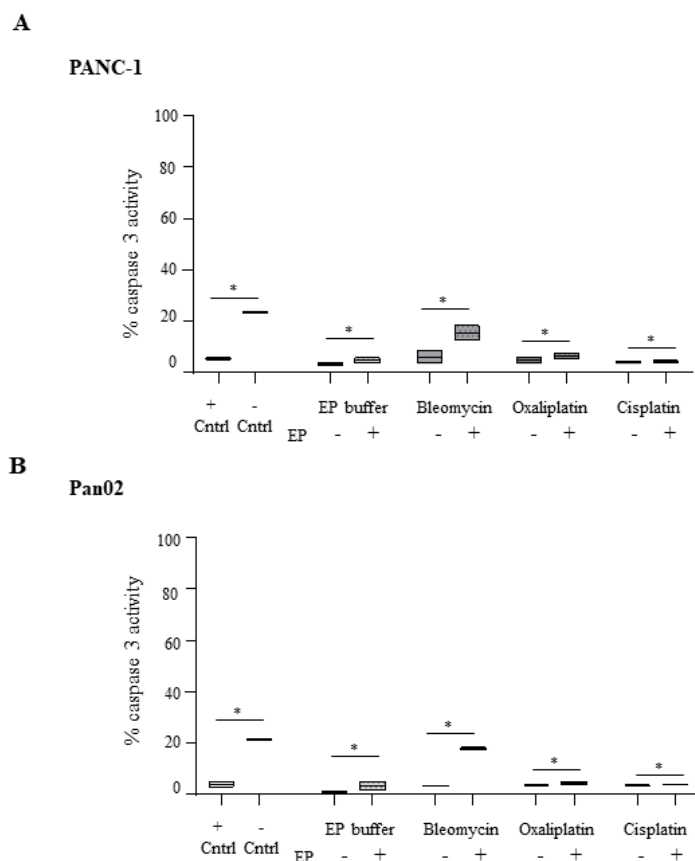 A
PANC-1
% caspase 3 activity
100
80
60
40
20
0
* * * * *
+ -
Cntrl Cntrl
EP buffer Bleomycin Oxaliplatin Cisplatin
EP - + - + - + - +
B
Pan02
% caspase 3 activity
100
80
60
40
20
0
* * * * *
+ -
Cntrl Cntrl
EP buffer Bleomycin Oxaliplatin Cisplatin
EP - + - + - + - +